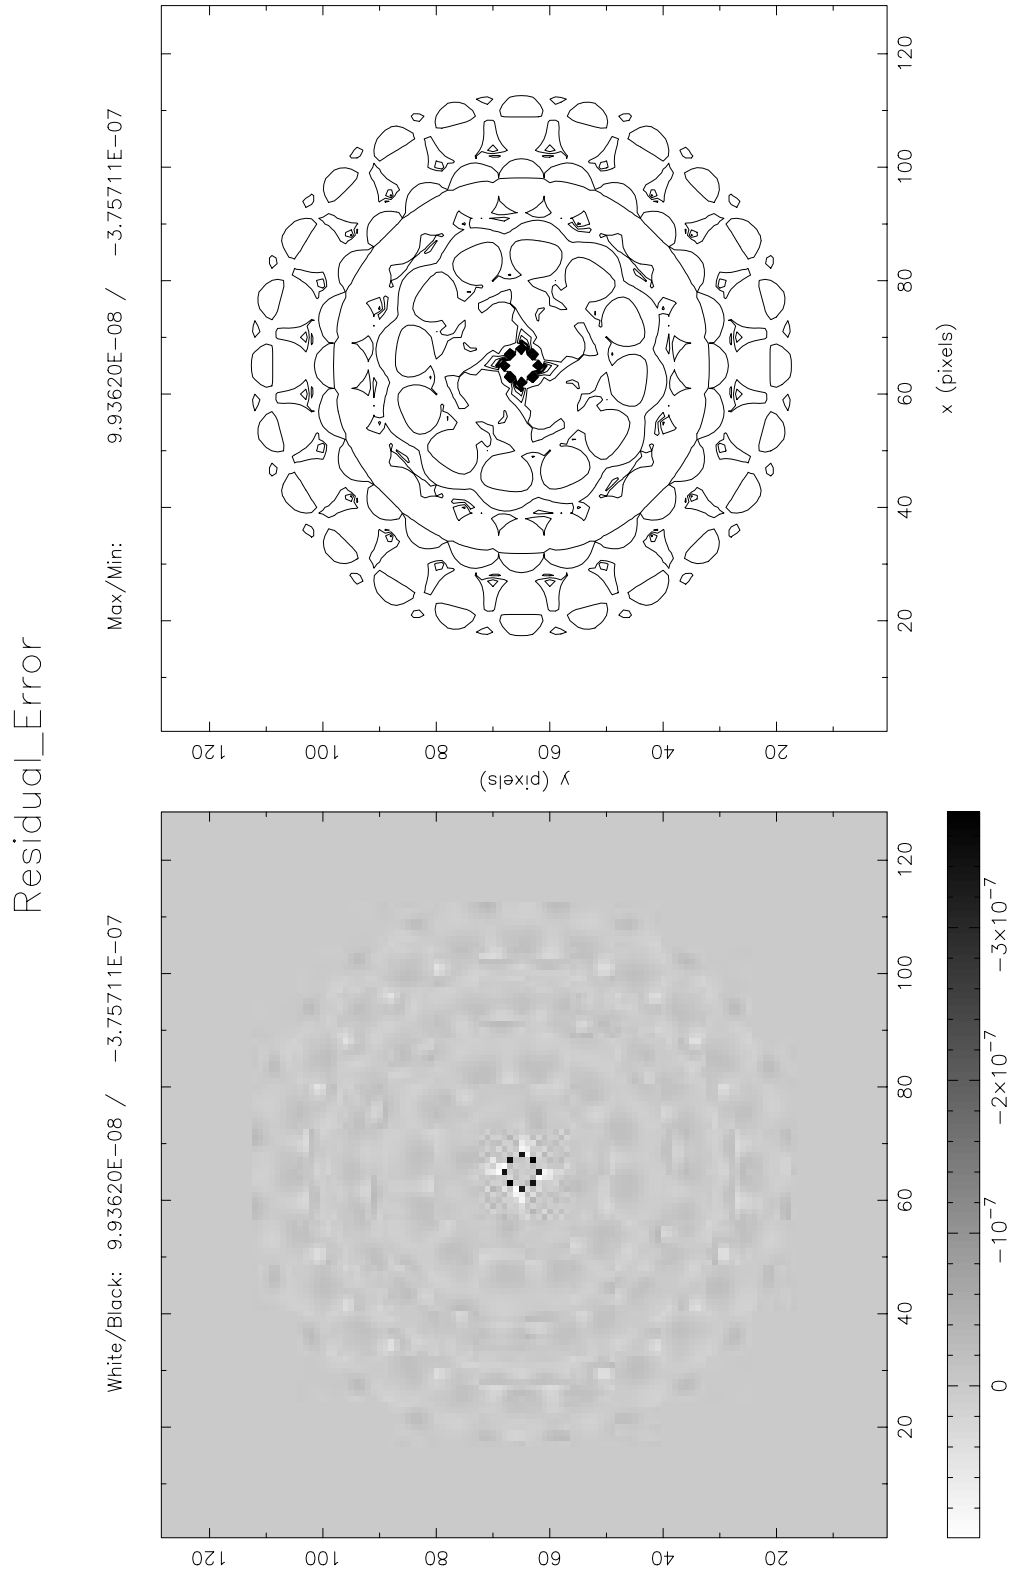 Residual_Error
White/Black: 9.93620E-08 / -3.75711E-07
Max/Min: 9.93620E-08 / -3.75711E-07
120
100
80
60
40
20
20 40 60 80 100 120
0 -10⁻⁷ -2×10⁻⁷ -3×10⁻⁷
y (pixels)
120
100
80
60
40
20
20 40 60 80 100 120
x (pixels)